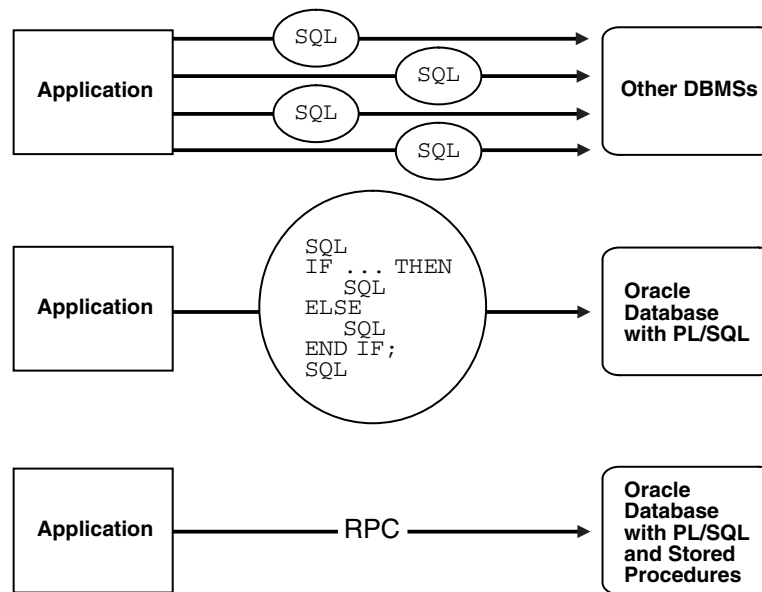 SQL
SQL
Application
Other DBMSs
SQL
SQL
SQL
IF ... THEN
SQL
ELSE
SQL
END IF;
SQL
Application
Oracle
Database
with PL/SQL
Application
RPC
Oracle
Database
with PL/SQL
and Stored
Procedures